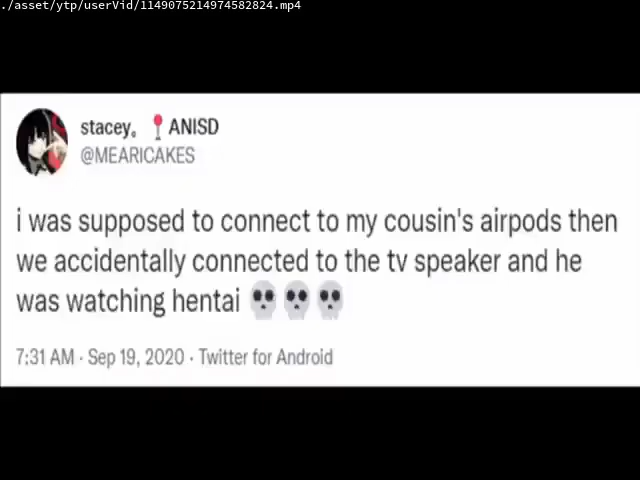 ./asset/ytp/userVid/1149075214974582824.mp4
stacey。📍ANISD
@MEARICAKES
i was supposed to connect to my cousin's airpods then
we accidentally connected to the tv speaker and he
was watching hentai 💀💀💀
7:31 AM · Sep 19, 2020 · Twitter for Android